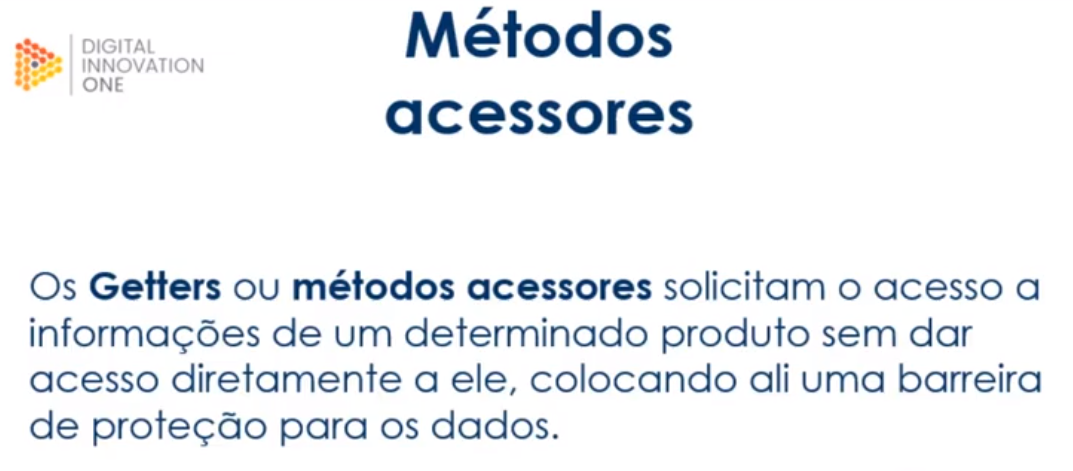 DIGITAL
INNOVATION
ONE
Métodos
acessores
Os Getters ou métodos acessores solicitam o acesso a
informações de um determinado produto sem dar
acesso diretamente a ele, colocando ali uma barreira
de proteção para os dados.